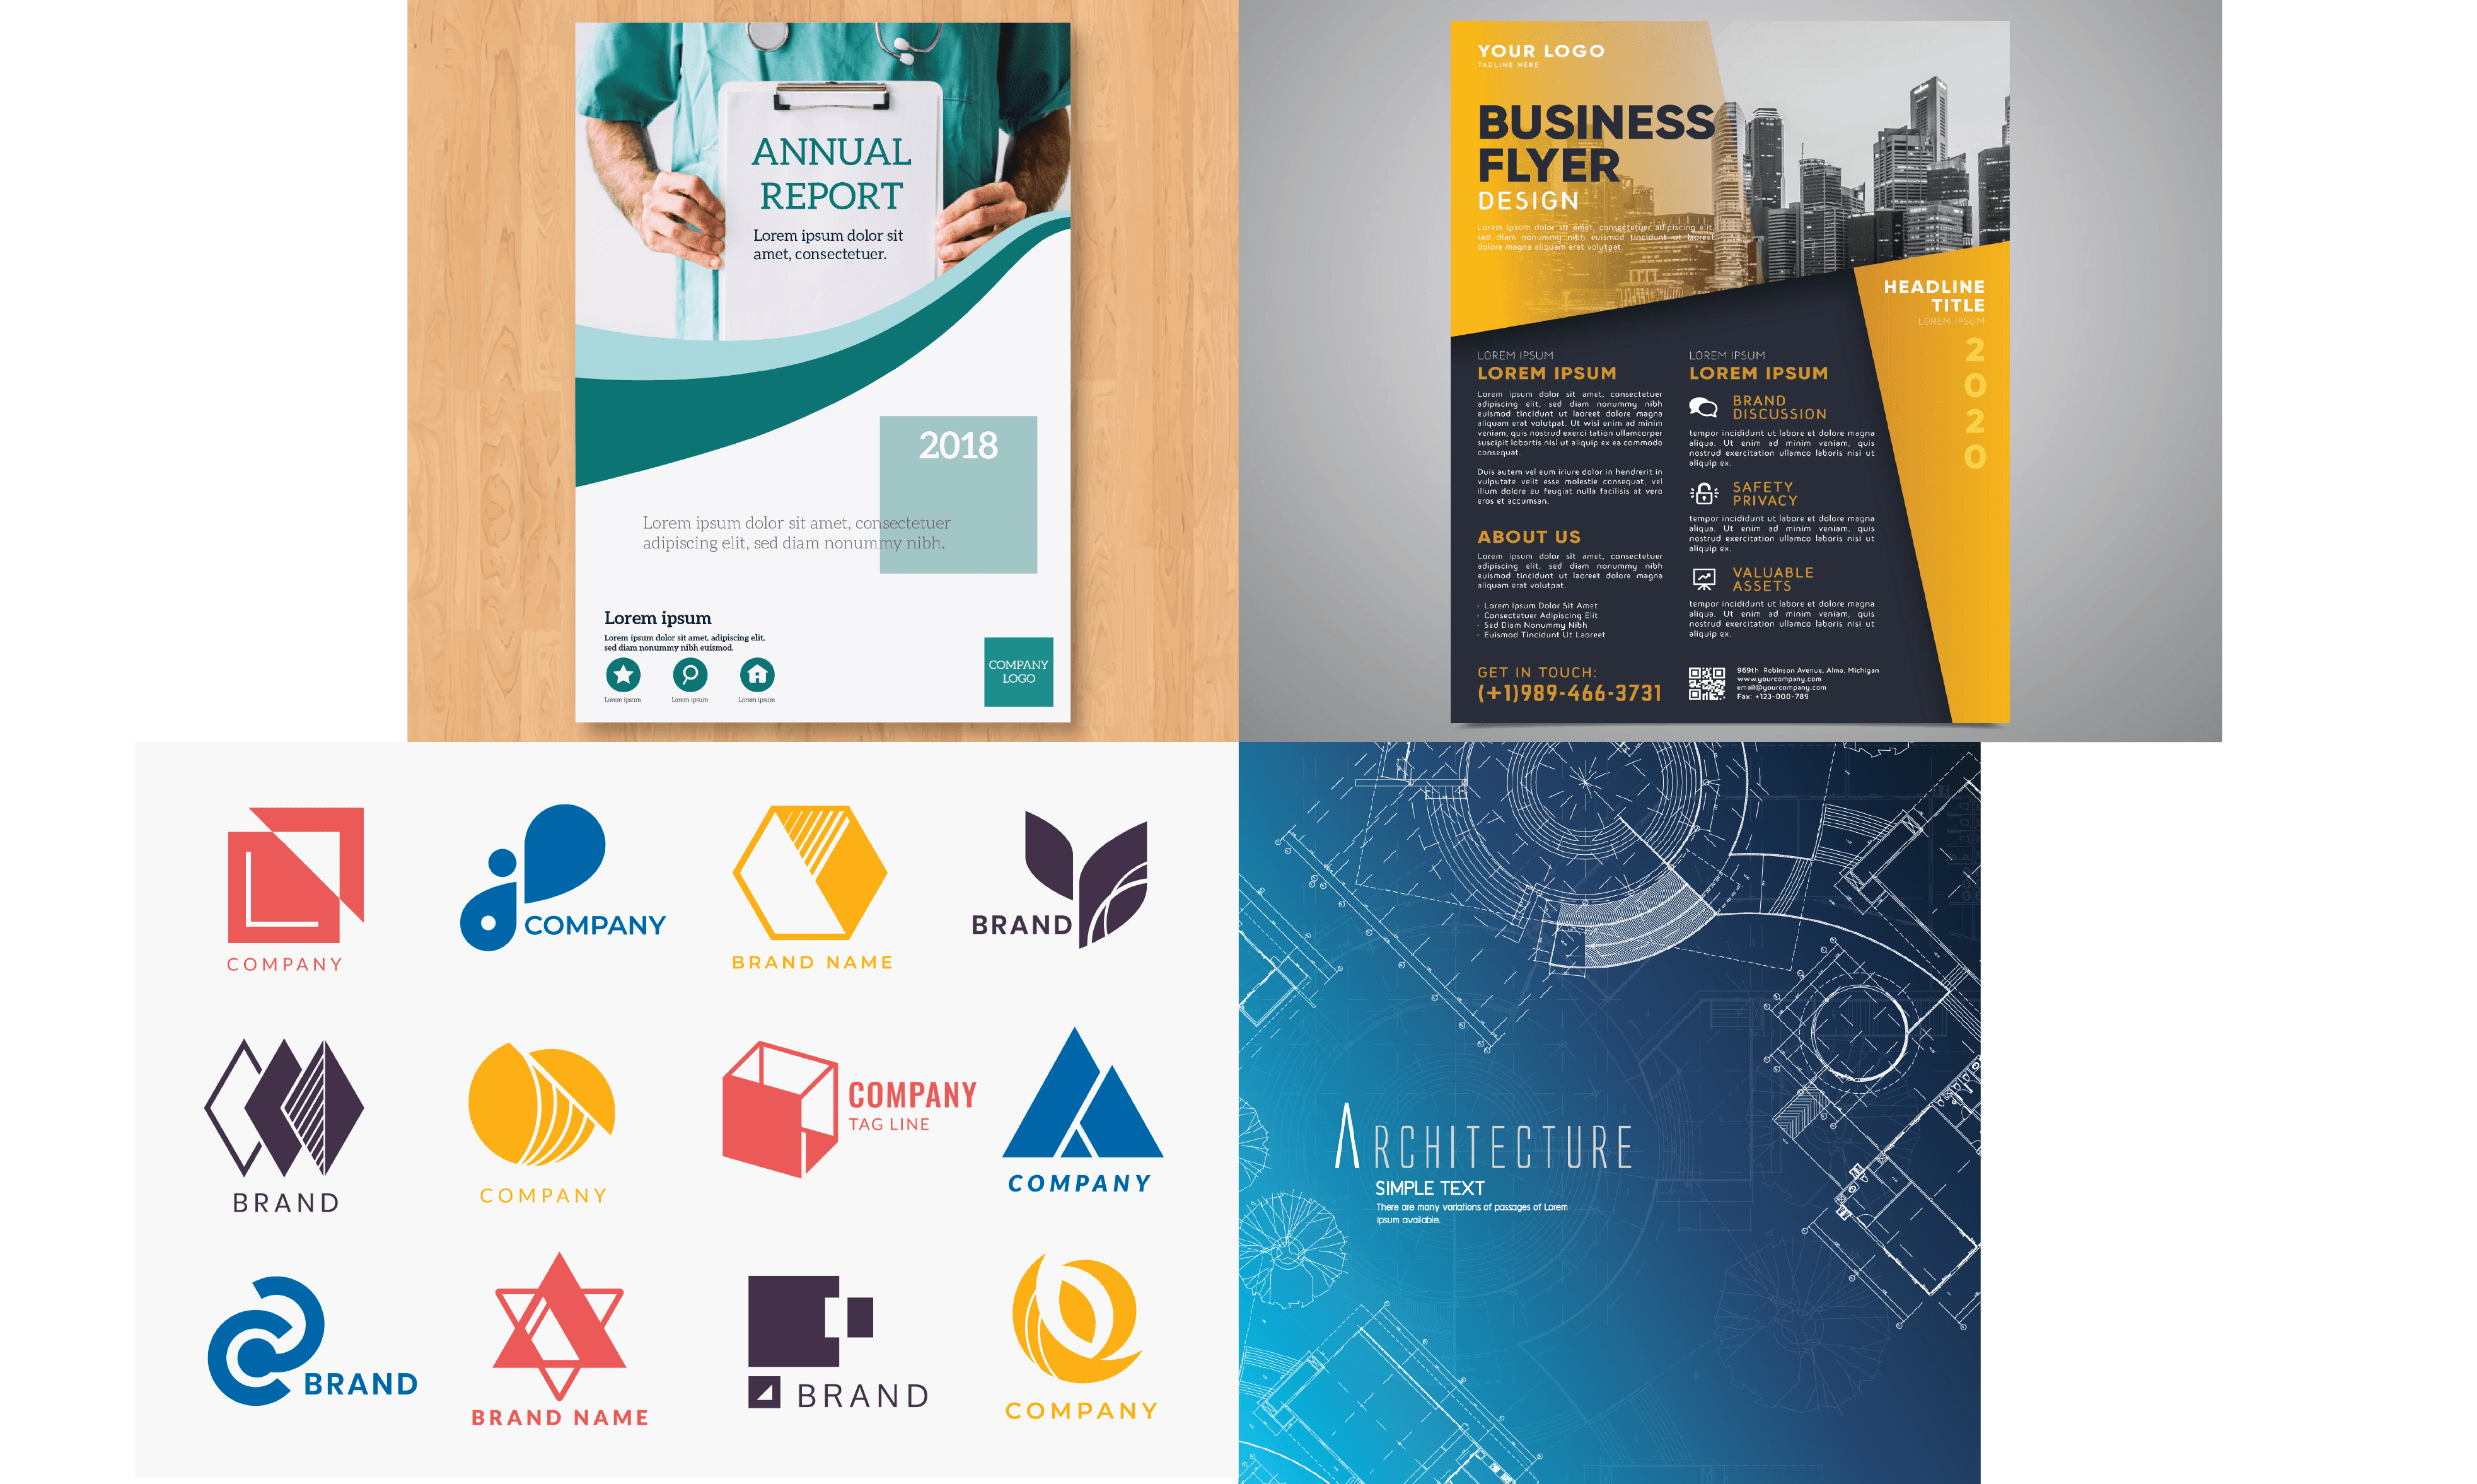 ANNUAL
REPORT
Lorem ipsum dolor sit
amet, consectetuer.
2018
Lorem ipsum dolor sit amet, consectetuer
adipiscing elit, sed diam nonummy nibh.
Lorem ipsum
Lorem ipsum dolor sit amet, adipiscing elit,
sed diam nonummy nibh euismod.
Lorem ipsum
Lorem ipsum
Lorem ipsum
COMPANY
LOGO
YOUR LOGO
TAGLINE HERE
BUSINESS
FLYER
DESIGN
Lorem ipsum dolor sit amet, consectetuer adipiscing elit,
sed diam nonummy nibh euismod tincidunt ut laoreet
dolore magna aliquam erat volutpat.
HEADLINE
TITLE
LOREM IPSUM
2
0
2
0
LOREM IPSUM
LOREM IPSUM
Lorem ipsum dolor sit amet, consectetuer
adipiscing elit, sed diam nonummy nibh
euismod tincidunt ut laoreet dolore magna
aliquam erat volutpat. Ut wisi enim ad minim
veniam, quis nostrud exerci tation ullamcorper
suscipit lobortis nisl ut aliquip ex ea commodo
consequat.
Duis autem vel eum iriure dolor in hendrerit in
vulputate velit esse molestie consequat, vel
illum dolore eu feugiat nulla facilisis at vero
eros et accumsan.
ABOUT US
Lorem ipsum dolor sit amet, consectetuer
adipiscing elit, sed diam nonummy nibh
euismod tincidunt ut laoreet dolore magna
aliquam erat volutpat.
· Lorem Ipsum Dolor Sit Amet
· Consectetuer Adipiscing Elit
· Sed Diam Nonummy Nibh
· Euismod Tincidunt Ut Laoreet
GET IN TOUCH:
(+1)989-466-3731
LOREM IPSUM
LOREM IPSUM
BRAND
DISCUSSION
tempor incididunt ut labore et dolore magna
aliqua. Ut enim ad minim veniam, quis
nostrud exercitation ullamco laboris nisi ut
aliquip ex.
SAFETY
PRIVACY
tempor incididunt ut labore et dolore magna
aliqua. Ut enim ad minim veniam, quis
nostrud exercitation ullamco laboris nisi ut
aliquip ex.
VALUABLE
ASSETS
tempor incididunt ut labore et dolore magna
aliqua. Ut enim ad minim veniam, quis
nostrud exercitation ullamco laboris nisi ut
aliquip ex.
969th Robinson Avenue, Alma, Michigan
www.yourcompany.com
email@yourcompany.com
Fax: +123-000-789
COMPANY
COMPANY
BRAND NAME
BRAND
BRAND
COMPANY
COMPANY
TAG LINE
COMPANY
BRAND
BRAND NAME
BRAND
COMPANY
ARCHITECTURE
SIMPLE TEXT
There are many variations of passages of Lorem
Ipsum available.